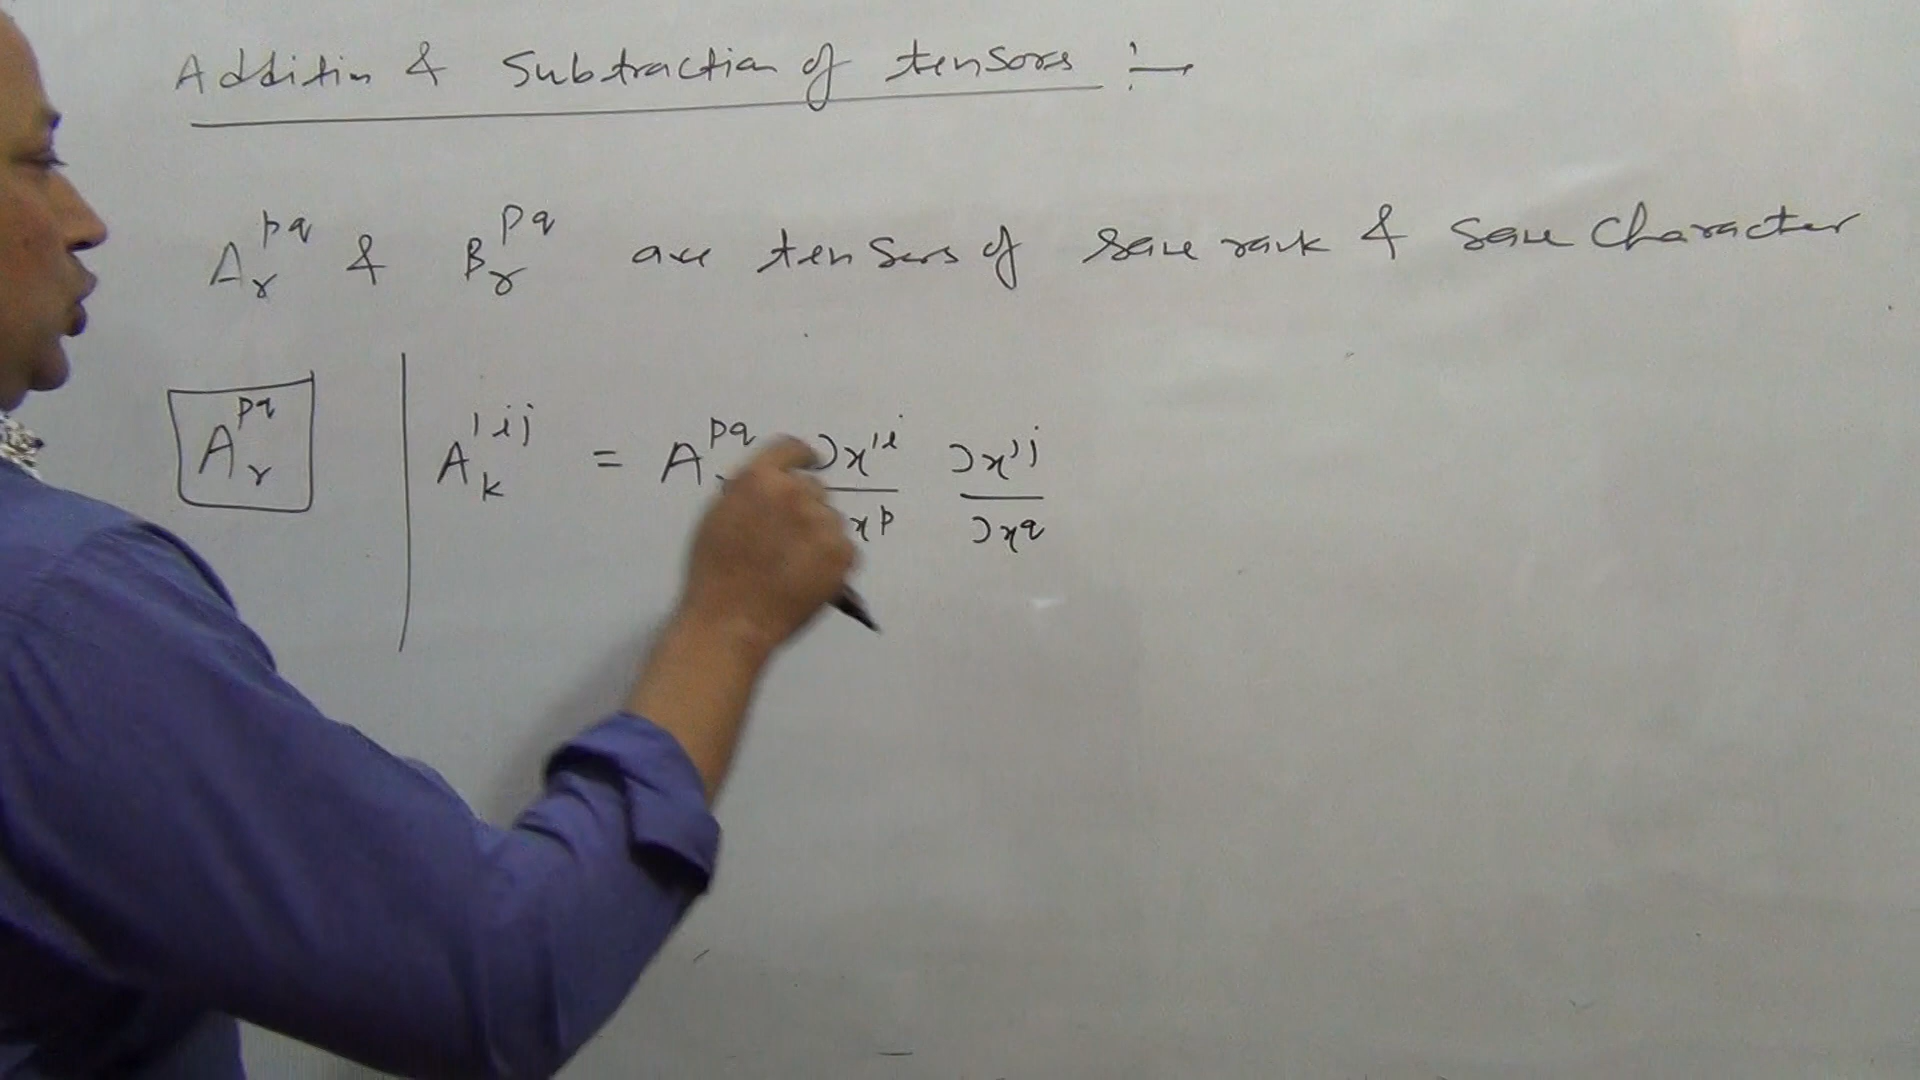 Addition & Subtraction of tensors :-
A_r^{pq} & B_r^{pq} are tensors of same rank & same character
A_r^{pq} | A_k^{'ij} = A^{pq} ∂x'^i / x^p ∂x'^j / ∂x^q